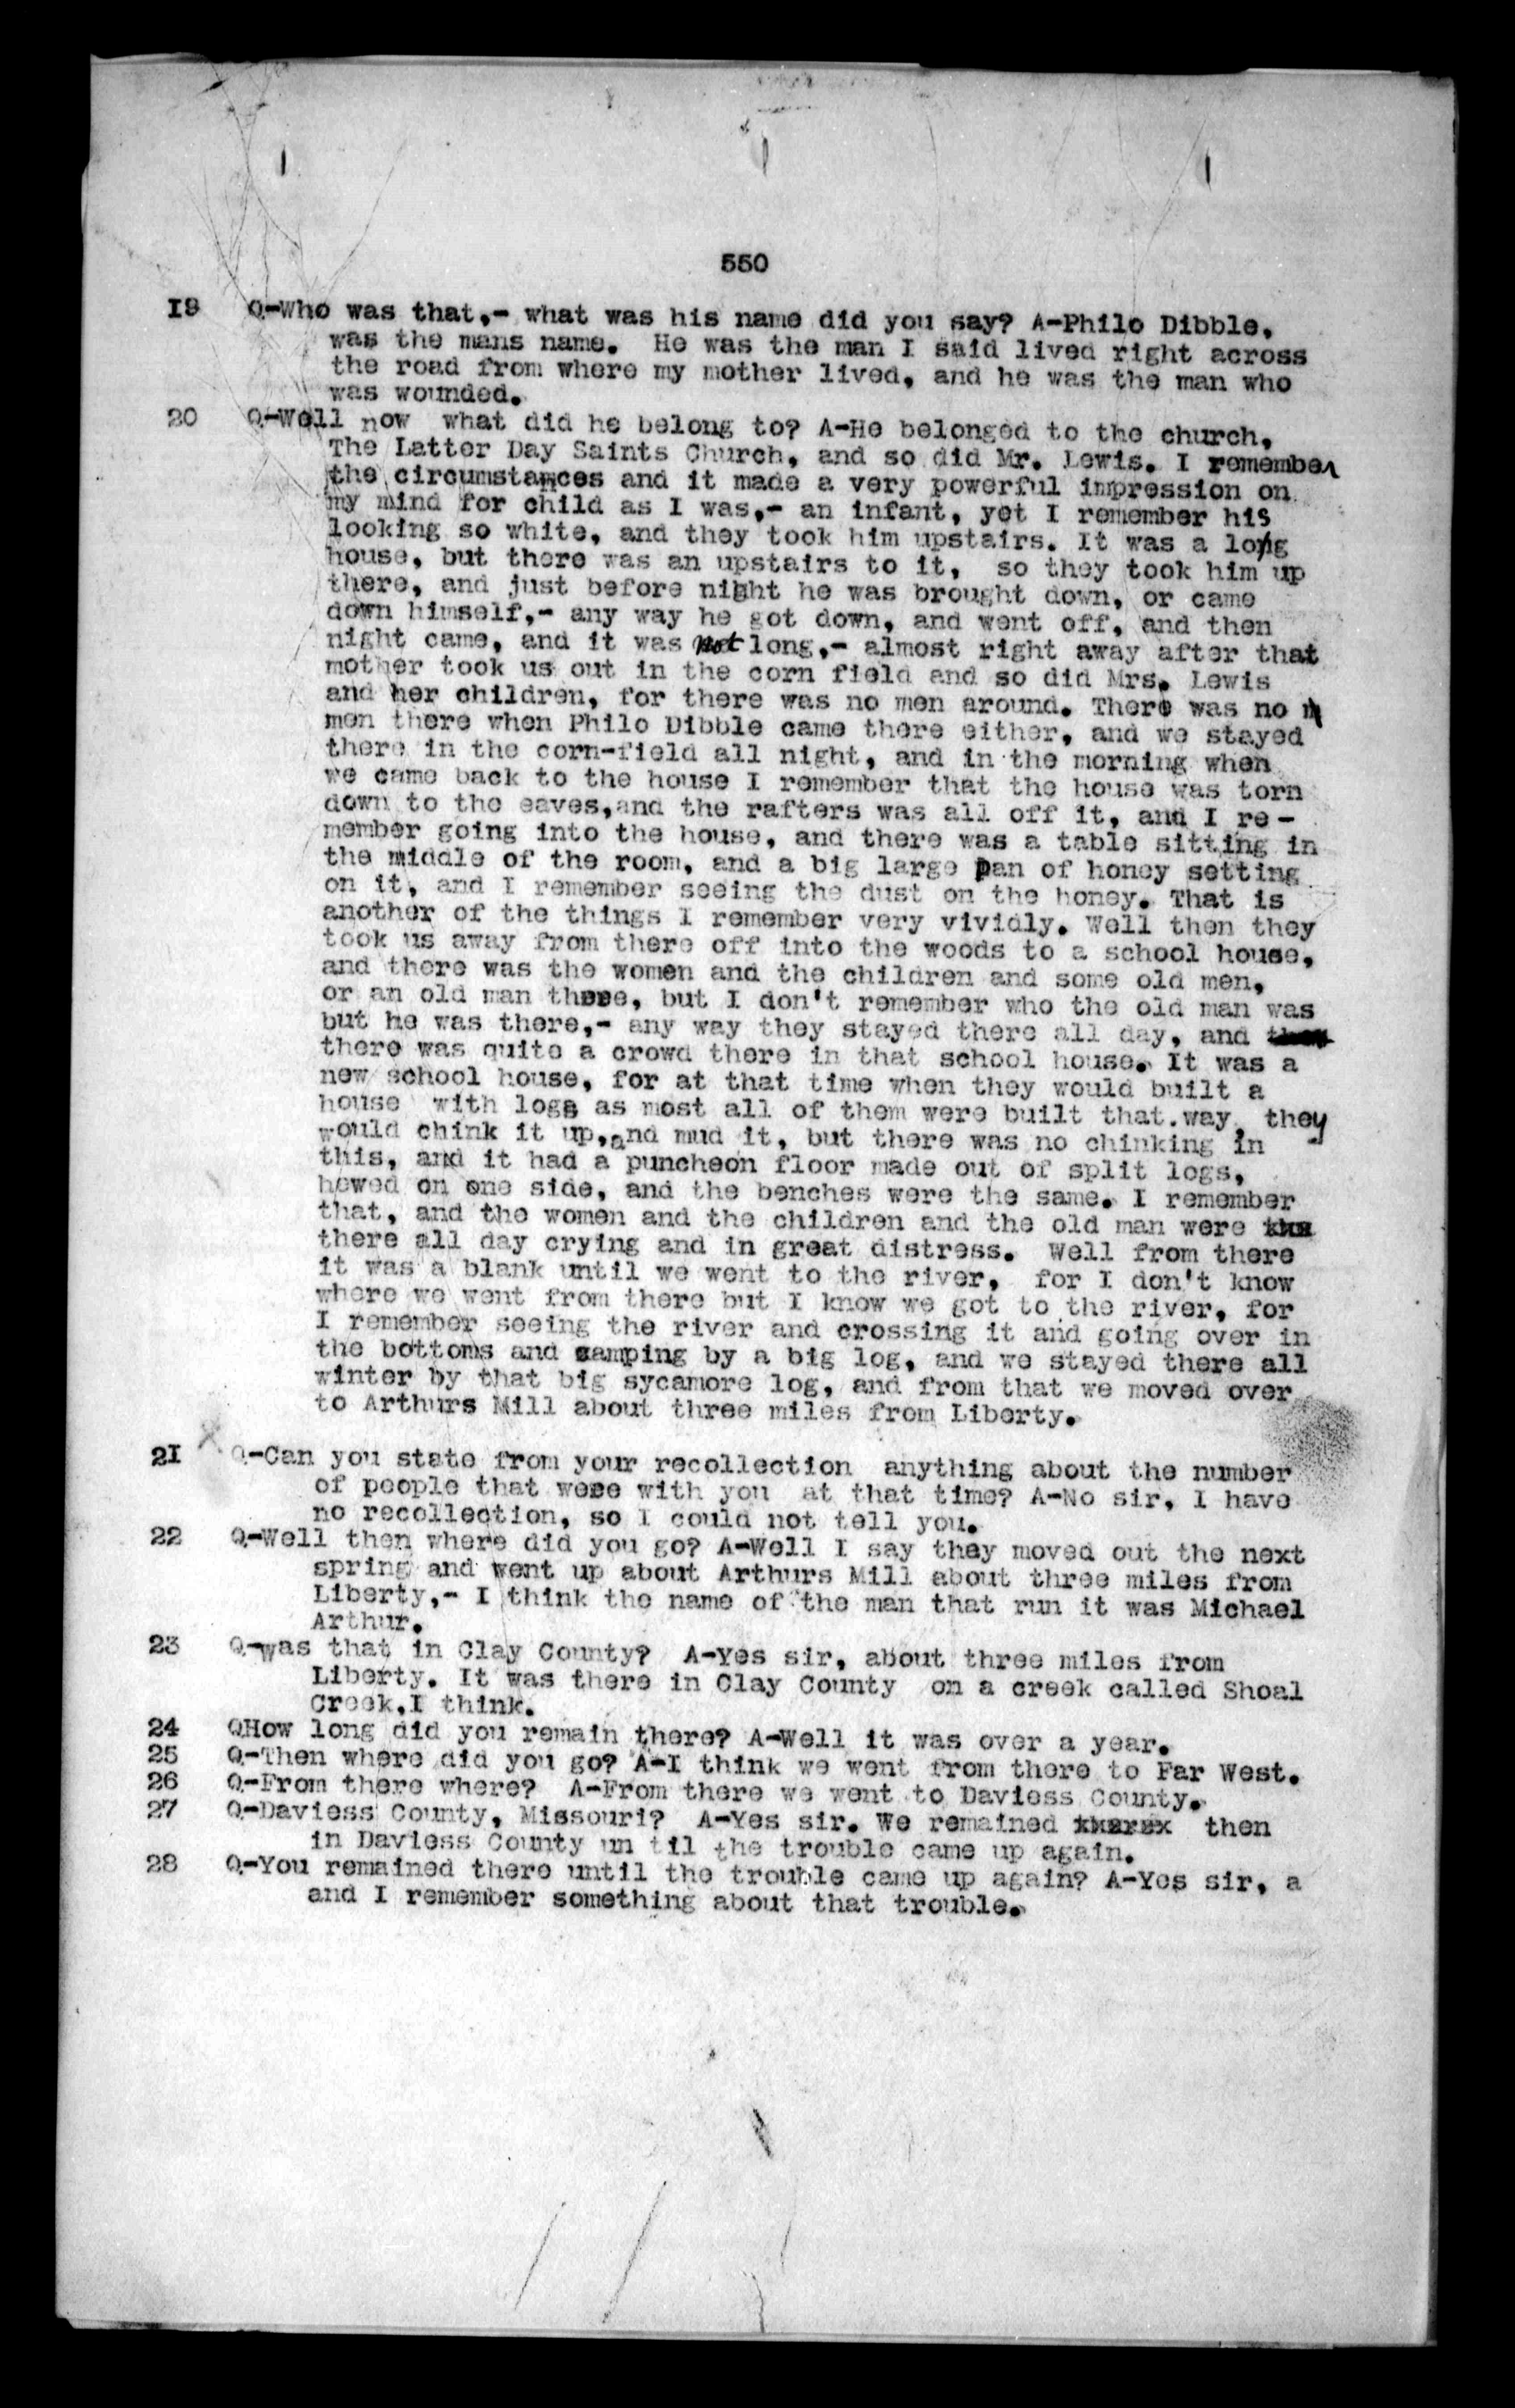 550
19 Q-Who was that,- what was his name did you say? A-Philo Dibble,
was the mans name. He was the man I said lived right across
the road from where my mother lived, and he was the man who
was wounded.
20 Q-Well now what did he belong to? A-He belonged to the church,
The Latter Day Saints Church, and so did Mr. Lewis. I remember
the circumstances and it made a very powerful impression on
my mind for child as I was,- an infant, yet I remember his
looking so white, and they took him upstairs. It was a long
house, but there was an upstairs to it, so they took him up
there, and just before night he was brought down, or came
down himself,- any way he got down, and went off, and then
night came, and it was not long,- almost right away after that
mother took us out in the corn field and so did Mrs. Lewis
and her children, for there was no men around. There was no
men there when Philo Dibble came there either, and we stayed
there in the corn-field all night, and in the morning when
we came back to the house I remember that the house was torn
down to the eaves,and the rafters was all off it, and I re-
member going into the house, and there was a table sitting in
the middle of the room, and a big large pan of honey setting
on it, and I remember seeing the dust on the honey. That is
another of the things I remember very vividly. Well then they
took us away from there off into the woods to a school house,
and there was the women and the children and some old men,
or an old man there, but I don't remember who the old man was
but he was there,- any way they stayed there all day, and
there was quite a crowd there in that school house. It was a
new school house, for at that time when they would built a
house with logs as most all of them were built that.way, they
would chink it up,and mud it, but there was no chinking in
this, and it had a puncheon floor made out of split logs,
hewed on one side, and the benches were the same. I remember
that, and the women and the children and the old man were
there all day crying and in great distress. Well from there
it was a blank until we went to the river, for I don't know
where we went from there but I know we got to the river, for
I remember seeing the river and crossing it and going over in
the bottoms and camping by a big log, and we stayed there all
winter by that big sycamore log, and from that we moved over
to Arthurs Mill about three miles from Liberty.
21 Q-Can you state from your recollection anything about the number
of people that were with you at that time? A-No sir, I have
no recollection, so I could not tell you.
22 Q-Well then where did you go? A-Well I say they moved out the next
spring and went up about Arthurs Mill about three miles from
Liberty,- I think the name of the man that run it was Michael
Arthur.
23 Q-Was that in Clay County? A-Yes sir, about three miles from
Liberty. It was there in Clay County on a creek called Shoal
Creek,I think.
24 QHow long did you remain there? A-Well it was over a year.
25 Q-Then where did you go? A-I think we went from there to Far West.
26 Q-From there where? A-From there we went to Daviess County.
27 Q-Daviess County, Missouri? A-Yes sir. We remained then
in Daviess County un til the trouble came up again.
28 Q-You remained there until the trouble came up again? A-Yes sir, a
and I remember something about that trouble.